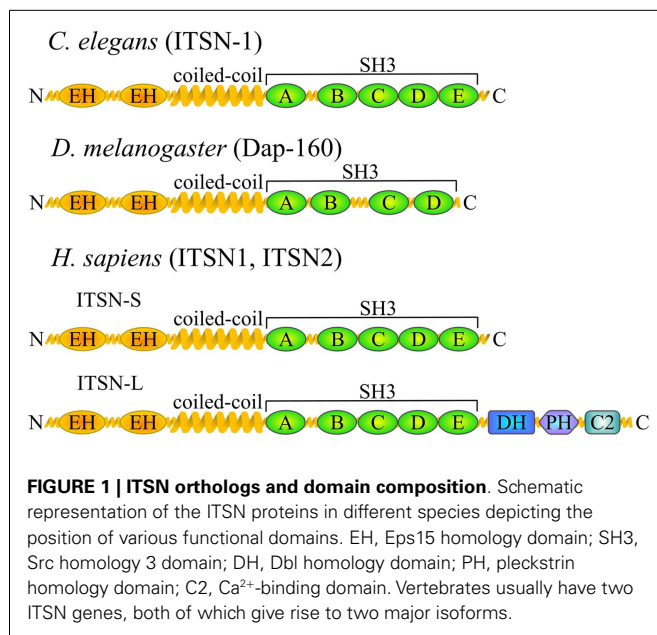 C. elegans (ITSN-1)
coiled-coil SH3
N EH EH A B C D E C
D. melanogaster (Dap-160)
SH3
coiled-coil
N EH EH A B C D C
H. sapiens (ITSN1, ITSN2)
ITSN-S
coiled-coil SH3
N EH EH A B C D E C
ITSN-L
coiled-coil SH3
N EH EH A B C D E DH PH C2 C
FIGURE 1 | ITSN orthologs and domain composition. Schematic
representation of the ITSN proteins in different species depicting the
position of various functional domains. EH, Eps15 homology domain; SH3,
Src homology 3 domain; DH, Dbl homology domain; PH, pleckstrin
homology domain; C2, Ca²⁺-binding domain. Vertebrates usually have two
ITSN genes, both of which give rise to two major isoforms.